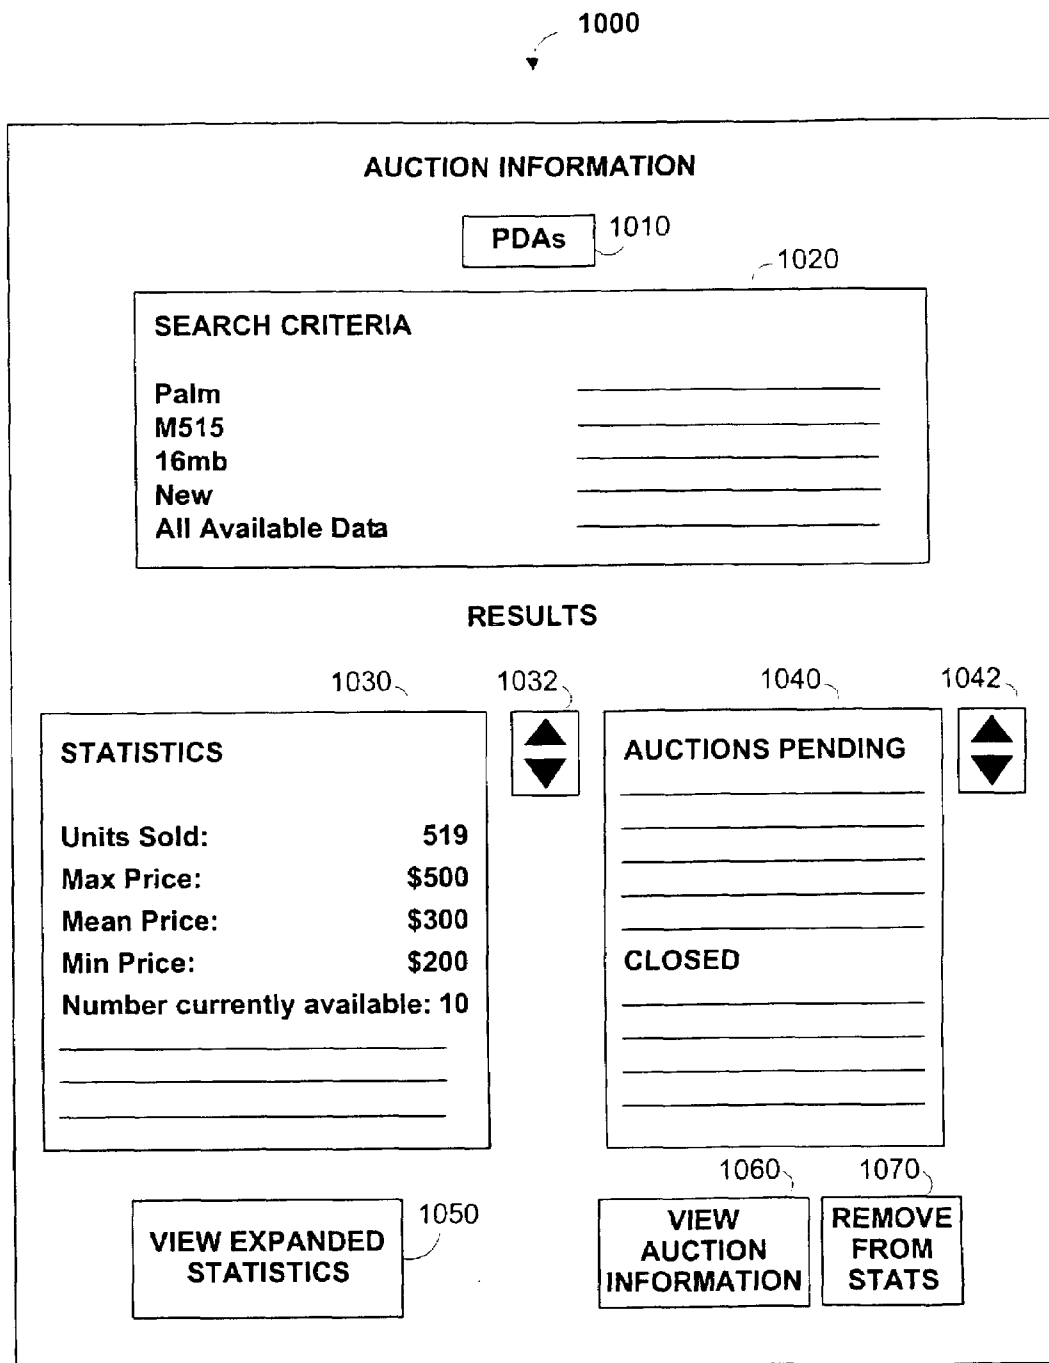 1000
AUCTION INFORMATION
PDAs 1010
1020
SEARCH CRITERIA
Palm
M515
16mb
New
All Available Data
RESULTS
1030 1032 1040 1042
STATISTICS
Units Sold: 519
Max Price: $500
Mean Price: $300
Min Price: $200
Number currently available: 10
AUCTIONS PENDING
CLOSED
1050
VIEW EXPANDED
STATISTICS
1060 1070
VIEW
AUCTION
INFORMATION
REMOVE
FROM
STATS